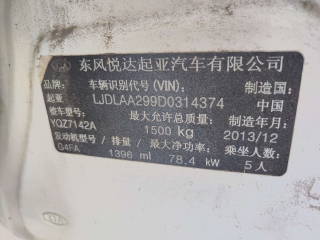 东风悦达起亚汽车有限公司
品牌: 车辆识别代号(VIN): 制造国:
起亚 LJDLAA299D0314374 中国
整车型号: 最大允许总质量: 制造年月:
YQZ7142A 1500 kg 2013/12
发动机型号 / 排量 / 最大净功率: 乘坐人数:
G4FA 1396 ml 78.4 kW 5人